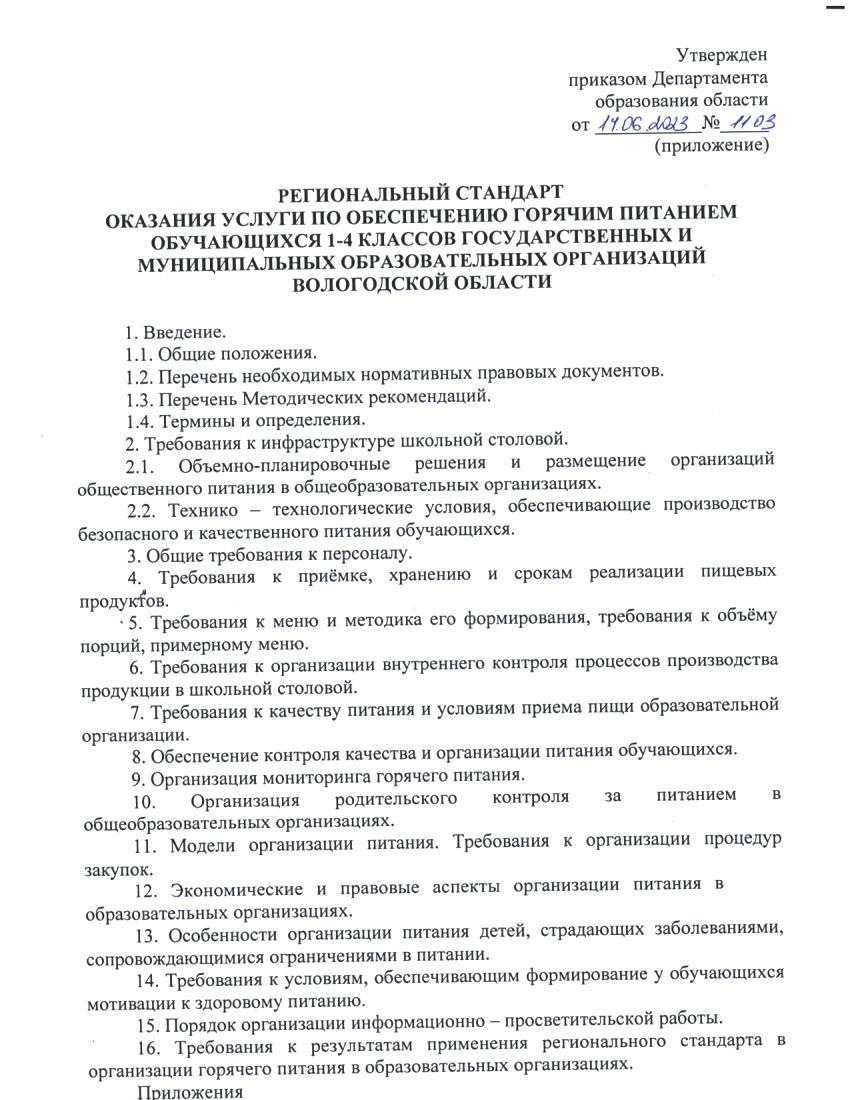 Утвержден
приказом Департамента
образования области
от 14.06.2023 № 1103
(приложение)
РЕГИОНАЛЬНЫЙ СТАНДАРТ
ОКАЗАНИЯ УСЛУГИ ПО ОБЕСПЕЧЕНИЮ ГОРЯЧИМ ПИТАНИЕМ
ОБУЧАЮЩИХСЯ 1-4 КЛАССОВ ГОСУДАРСТВЕННЫХ И
МУНИЦИПАЛЬНЫХ ОБРАЗОВАТЕЛЬНЫХ ОРГАНИЗАЦИЙ
ВОЛОГОДСКОЙ ОБЛАСТИ
1. Введение.
1.1. Общие положения.
1.2. Перечень необходимых нормативных правовых документов.
1.3. Перечень Методических рекомендаций.
1.4. Термины и определения.
2. Требования к инфраструктуре школьной столовой.
2.1. Объемно-планировочные решения и размещение организаций
общественного питания в общеобразовательных организациях.
2.2. Технико – технологические условия, обеспечивающие производство
безопасного и качественного питания обучающихся.
3. Общие требования к персоналу.
4. Требования к приёмке, хранению и срокам реализации пищевых
продуктов.
5. Требования к меню и методика его формирования, требования к объёму
порций, примерному меню.
6. Требования к организации внутреннего контроля процессов производства
продукции в школьной столовой.
7. Требования к качеству питания и условиям приема пищи образовательной
организации.
8. Обеспечение контроля качества и организации питания обучающихся.
9. Организация мониторинга горячего питания.
10. Организация родительского контроля за питанием в
общеобразовательных организациях.
11. Модели организации питания. Требования к организации процедур
закупок.
12. Экономические и правовые аспекты организации питания в
образовательных организациях.
13. Особенности организации питания детей, страдающих заболеваниями,
сопровождающимися ограничениями в питании.
14. Требования к условиям, обеспечивающим формирование у обучающихся
мотивации к здоровому питанию.
15. Порядок организации информационно – просветительской работы.
16. Требования к результатам применения регионального стандарта в
организации горячего питания в образовательных организациях.
Приложения